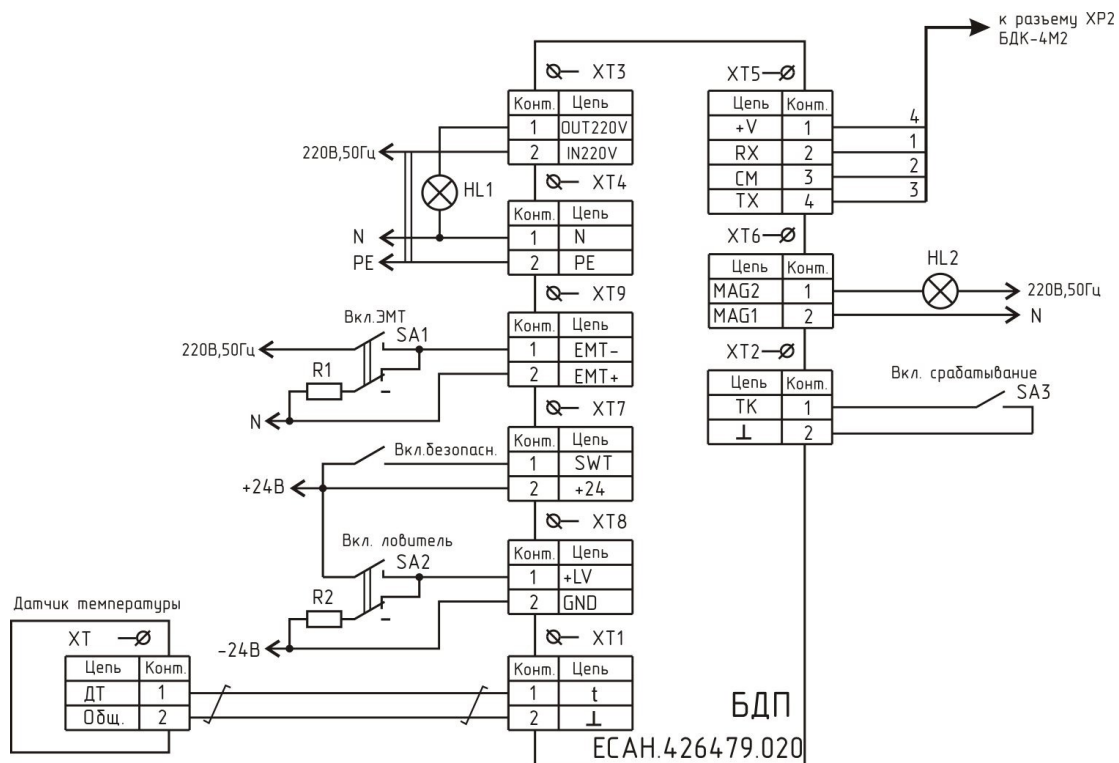 к разъему XP2
БДК-4М2
XT3
Конт. Цепь
1 OUT220V
2 IN220V
220В,50Гц
HL1
XT4
Конт. Цепь
1 N
2 PE
N
PE
XT9
Вкл.ЭМТ
SA1
Конт. Цепь
1 EMT-
2 EMT+
220В,50Гц
R1
N
XT7
Вкл.безопасн.
Конт. Цепь
1 SWT
2 +24
+24В
XT8
Вкл. ловитель
SA2
Конт. Цепь
1 +LV
2 GND
R2
-24В
Датчик температуры
XT
Цепь Конт.
ДТ 1
Общ. 2
XT1
Конт. Цепь
1 t
2 ⊥
XT5
Цепь Конт.
+V 1 4
RX 2 1
CM 3 2
TX 4 3
XT6
Цепь Конт.
MAG2 1
MAG1 2
HL2
220В,50Гц
N
XT2
Цепь Конт.
TK 1
⊥ 2
Вкл. срабатывание
SA3
БДП
ЕСАН.426479.020